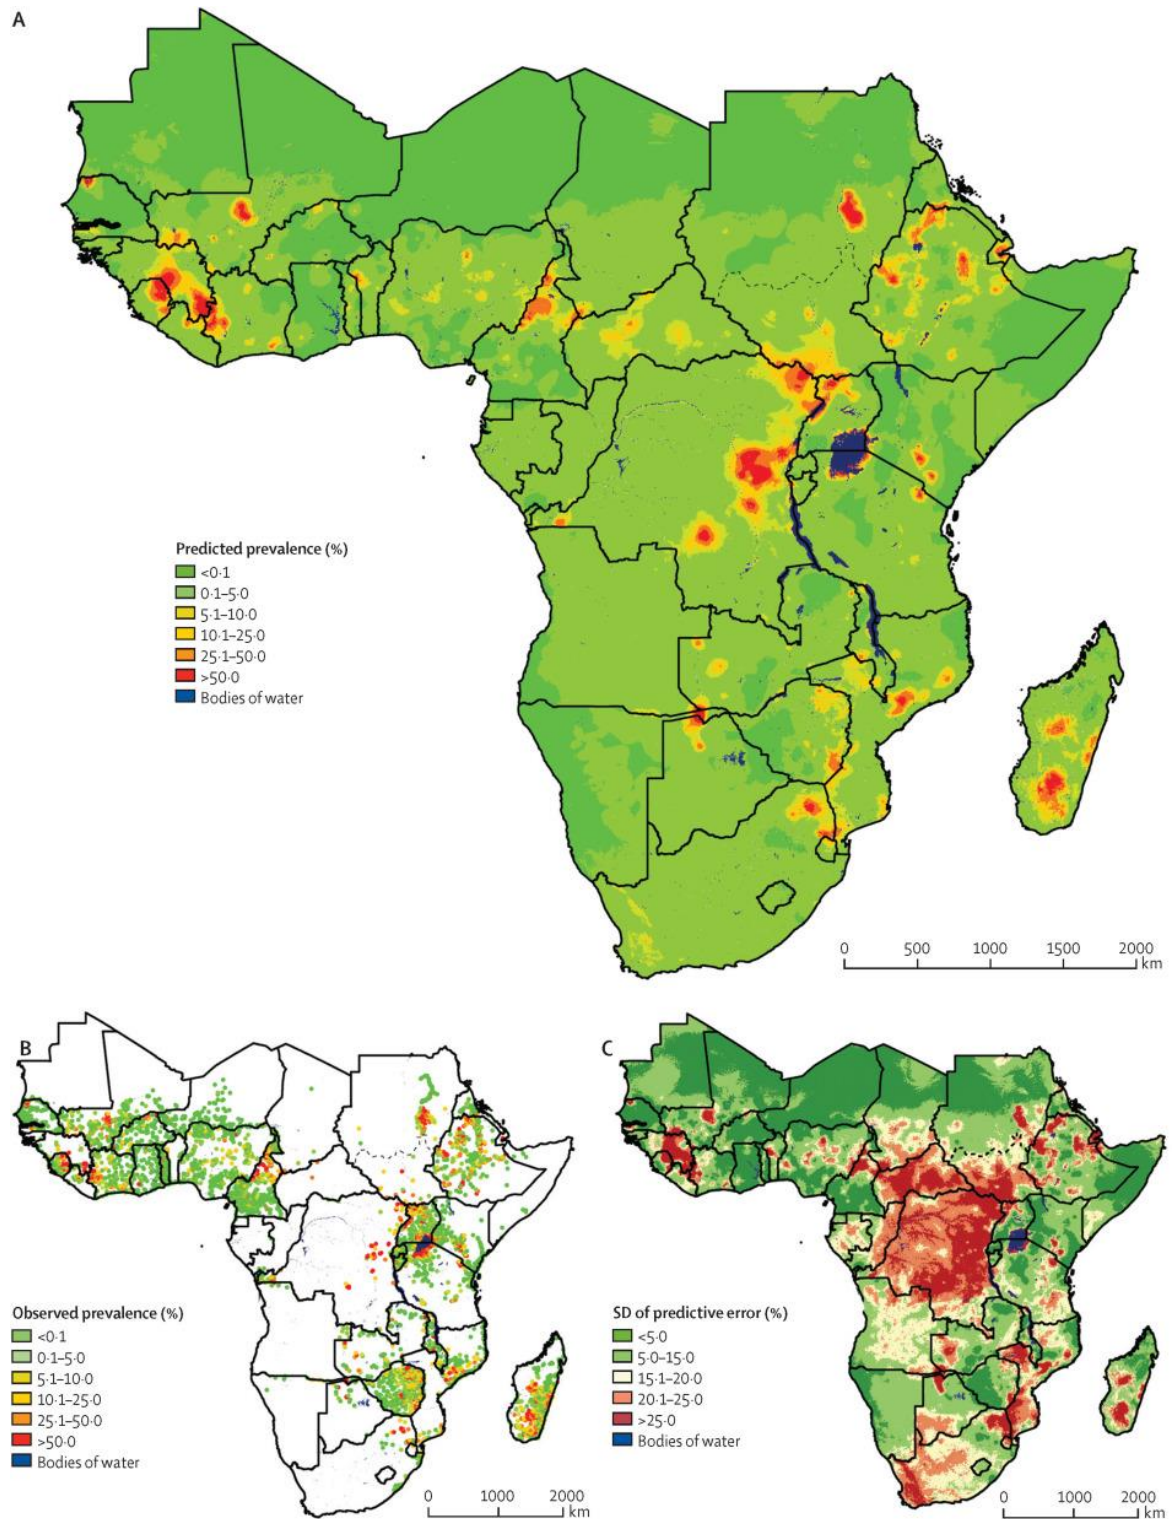 A
Predicted prevalence (%)
<0·1
0·1–5·0
5·1–10·0
10·1–25·0
25·1–50·0
>50·0
Bodies of water
0 500 1000 1500 2000
km
B
Observed prevalence (%)
<0·1
0·1–5·0
5·1–10·0
10·1–25·0
25·1–50·0
>50·0
Bodies of water
0 1000 2000
km
C
SD of predictive error (%)
<5·0
5·0–15·0
15·1–20·0
20·1–25·0
>25·0
Bodies of water
0 1000 2000
km